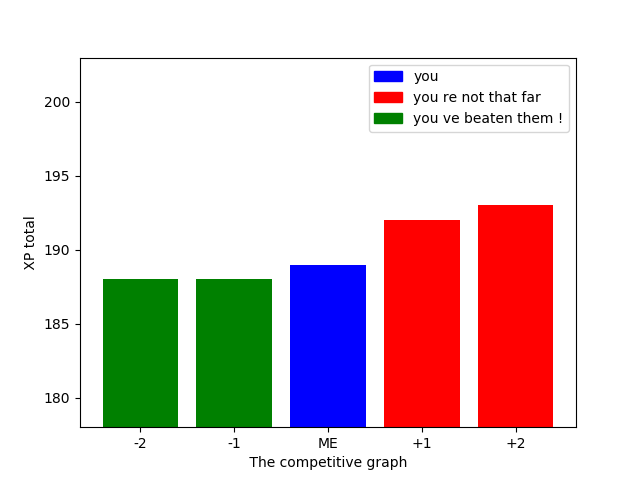 200
195
190
185
180
XP total
you
you re not that far
you ve beaten them !
-2 -1 ME +1 +2
The competitive graph